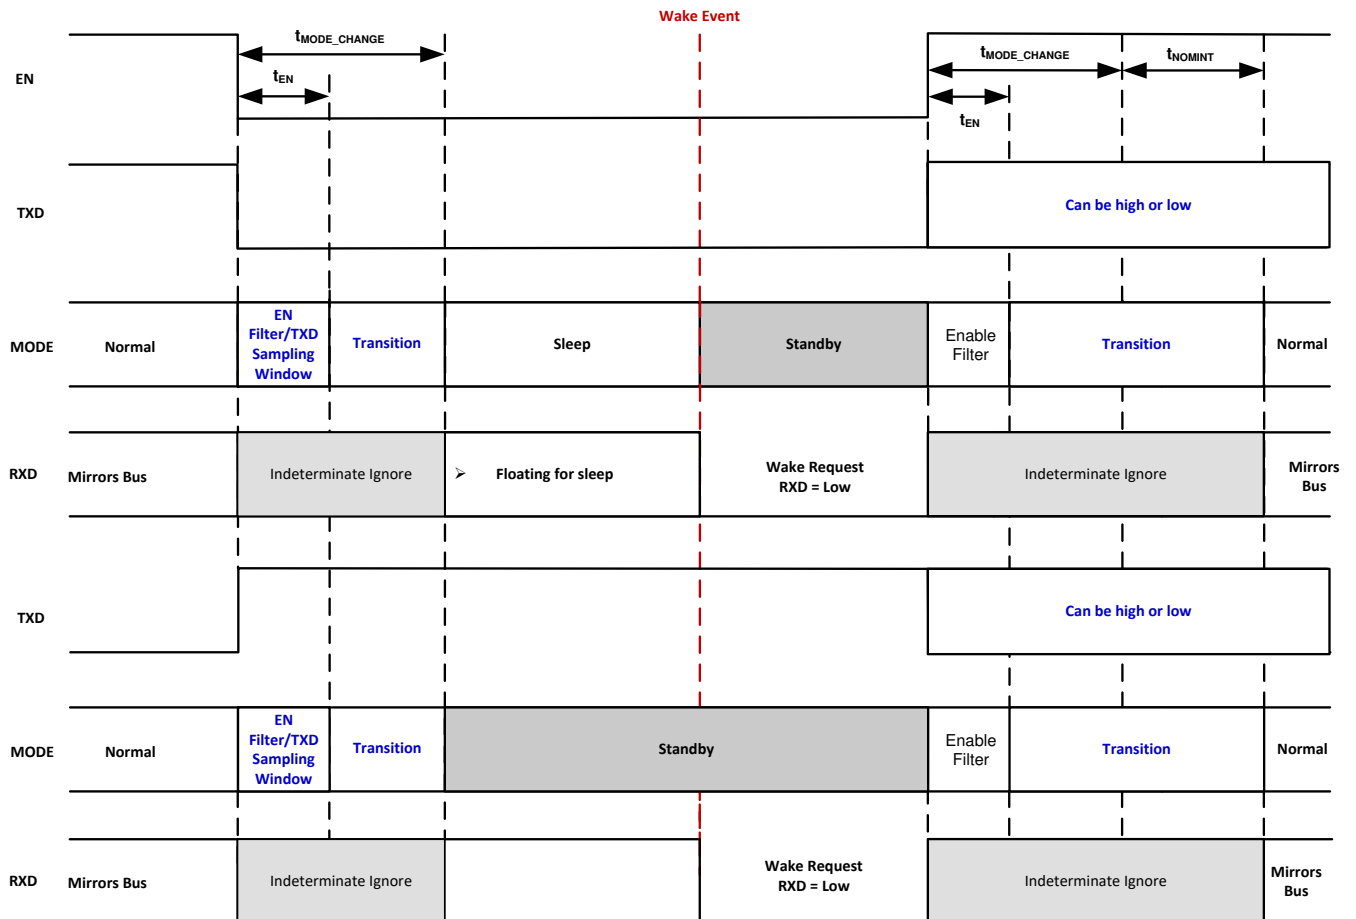 Wake Event
tMODE_CHANGE
tMODE_CHANGE
tNOMINT
EN
tEN
tEN
TXD
Can be high or low
MODE
Normal
EN
Filter/TXD
Sampling
Window
Transition
Sleep
Standby
Enable
Filter
Transition
Normal
RXD
Mirrors Bus
Indeterminate Ignore
➢ Floating for sleep
Wake Request
RXD = Low
Indeterminate Ignore
Mirrors
Bus
TXD
Can be high or low
MODE
Normal
EN
Filter/TXD
Sampling
Window
Transition
Standby
Enable
Filter
Transition
Normal
RXD
Mirrors Bus
Indeterminate Ignore
Wake Request
RXD = Low
Indeterminate Ignore
Mirrors
Bus